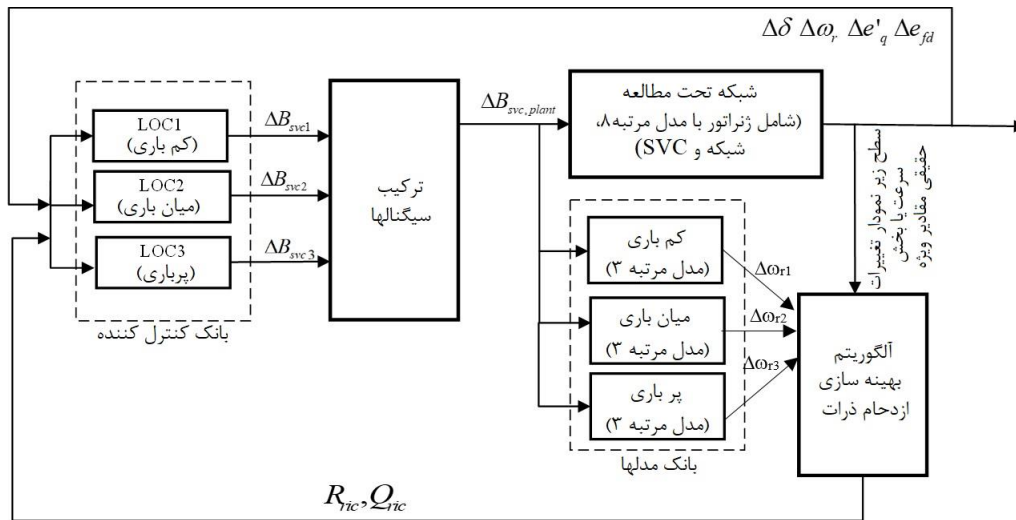 Δδ Δω_r Δe'_q Δe_fd
LOC1
(کم باری)
LOC2
(میان باری)
LOC3
(پرباری)
بانک کنترل کننده
ΔB_svc1
ΔB_svc2
ΔB_svc3
ترکیب
سیگنالها
ΔB_svc,plant
شبکه تحت مطالعه
(شامل ژنراتور با مدل مرتبه۸،
شبکه و SVC)
سطح زیر نمودار تغییرات
سرعت یا بخش
حقیقی مقادیر ویژه
کم باری
(مدل مرتبه ۳)
میان باری
(مدل مرتبه ۳)
پر باری
(مدل مرتبه ۳)
بانک مدلها
Δω_r1
Δω_r2
Δω_r3
آلگوریتم
بهینه سازی
ازدحام ذرات
R_ric, Q_ric